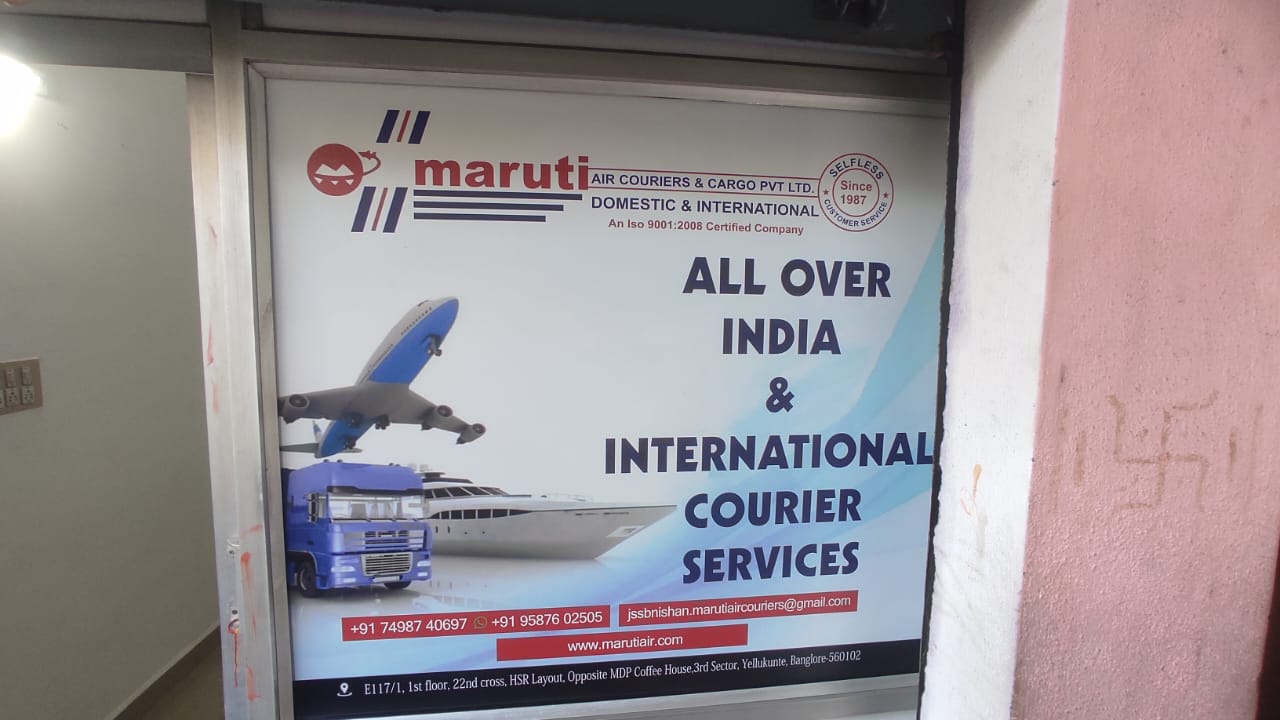 maruti
AIR COURIERS & CARGO PVT LTD.
DOMESTIC & INTERNATIONAL
An Iso 9001:2008 Certified Company
SELFLESS
Since
1987
CUSTOMER SERVICE
ALL OVER
INDIA
&
INTERNATIONAL
COURIER
SERVICES
+91 74987 40697 +91 95876 02505
jssbnishan.marutiaircouriers@gmail.com
www.marutiair.com
E117/1, 1st floor, 22nd cross, HSR Layout, Opposite MDP Coffee House,3rd Sector, Yellukunte, Banglore-560102